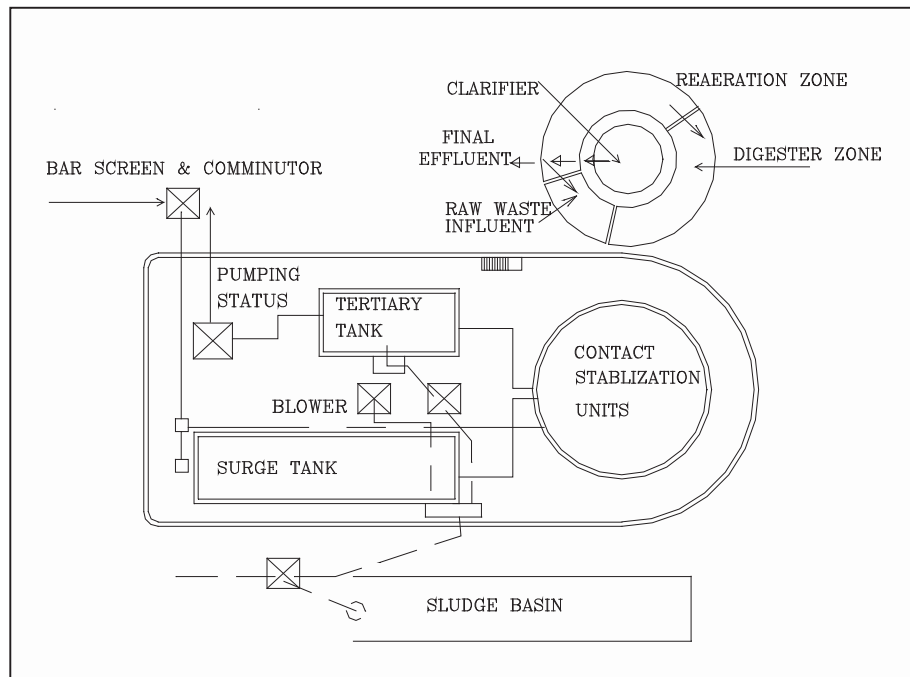 CLARIFIER
REAERATION ZONE
FINAL
EFFLUENT
DIGESTER ZONE
BAR SCREEN & COMMINUTOR
RAW WASTE
INFLUENT
PUMPING
STATUS
TERTIARY
TANK
CONTACT
STABLIZATION
UNITS
BLOWER
SURGE TANK
SLUDGE BASIN